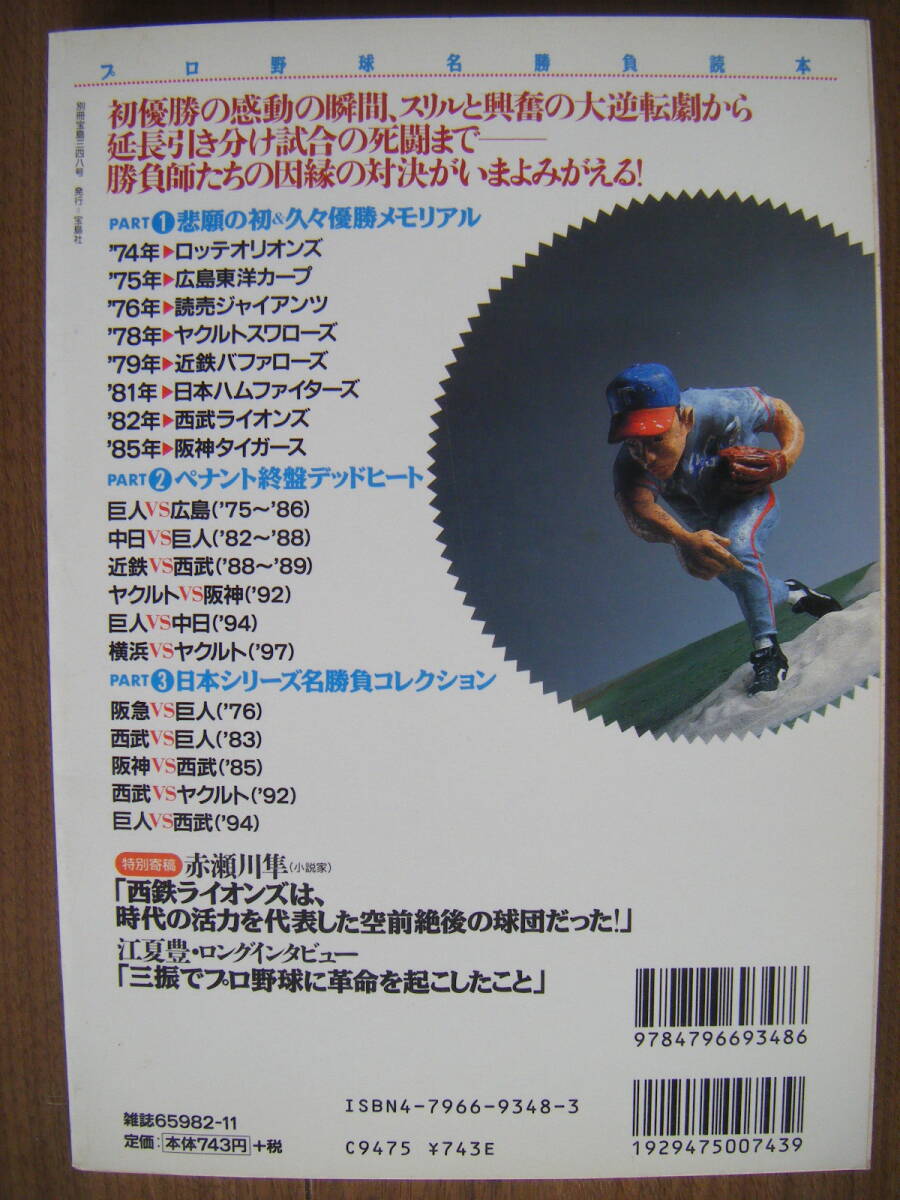 プロ野球名勝負読本
別冊宝島三四八号 発行=宝島社
初優勝の感動の瞬間、スリルと興奮の大逆転劇から
延長引き分け試合の死闘まで──
勝負師たちの因縁の対決がいまよみがえる!
PART❶悲願の初&久々優勝メモリアル
'74年▶ロッテオリオンズ
'75年▶広島東洋カープ
'76年▶読売ジャイアンツ
'78年▶ヤクルトスワローズ
'79年▶近鉄バファローズ
'81年▶日本ハムファイターズ
'82年▶西武ライオンズ
'85年▶阪神タイガース
PART❷ペナント終盤デッドヒート
巨人VS広島('75〜'86)
中日VS巨人('82〜'88)
近鉄VS西武('88〜'89)
ヤクルトVS阪神('92)
巨人VS中日('94)
横浜VSヤクルト('97)
PART❸日本シリーズ名勝負コレクション
阪急VS巨人('76)
西武VS巨人('83)
阪神VS西武('85)
西武VSヤクルト('92)
巨人VS西武('94)
特別寄稿 赤瀬川隼(小説家)
「西鉄ライオンズは、
時代の活力を代表した空前絶後の球団だった!」
江夏豊・ロングインタビュー
「三振でプロ野球に革命を起こしたこと」
9784796693486
ISBN4-7966-9348-3
雑誌65982-11
定価:本体743円+税
C9475 ¥743E
1929475007439